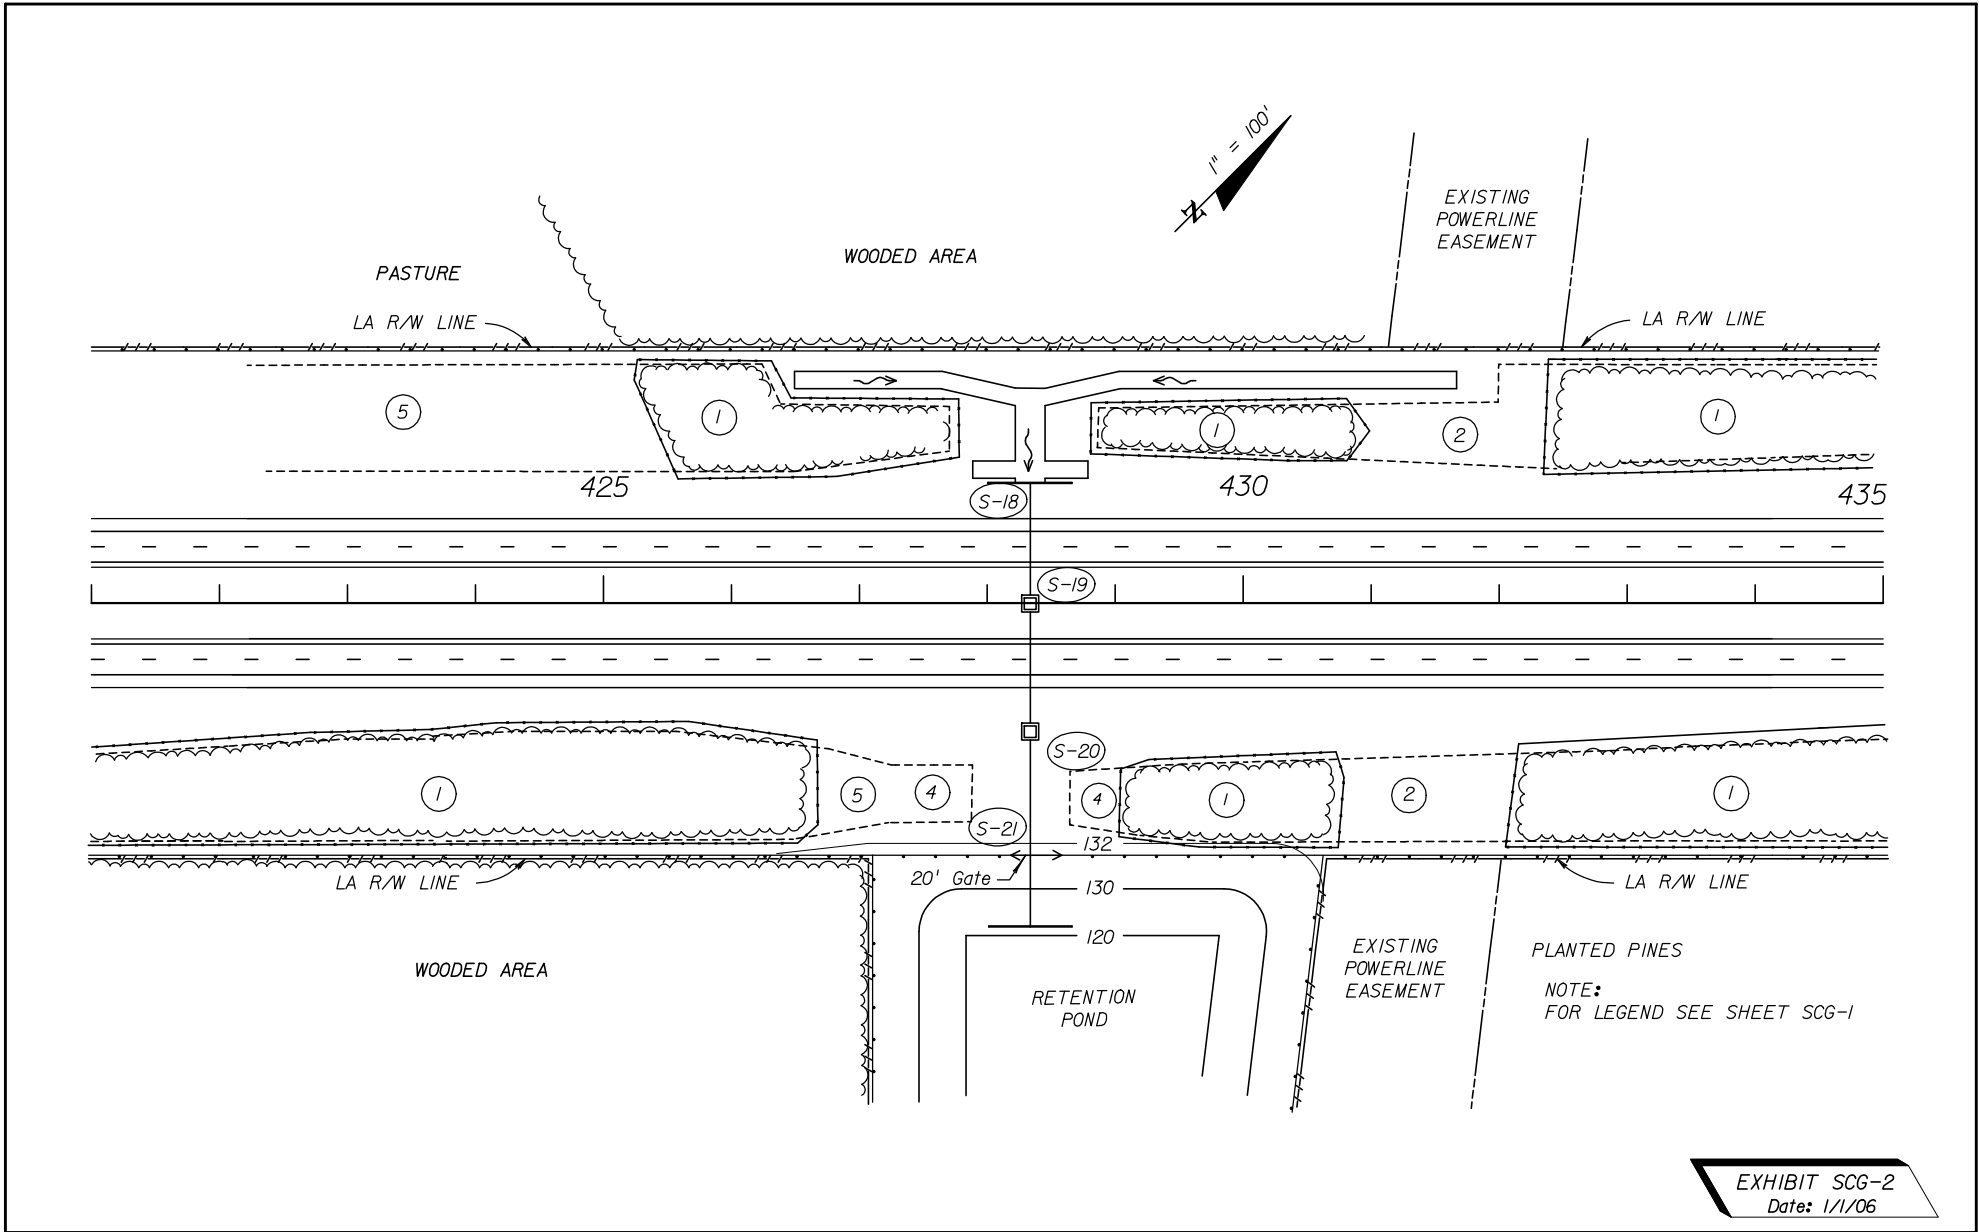 1" = 100'
N
EXISTING
POWERLINE
EASEMENT
WOODED AREA
PASTURE
LA R/W LINE
LA R/W LINE
5
1
1
2
1
425
430
435
S-18
S-19
S-20
1
5
4
4
1
2
1
S-21
132
20' Gate
130
120
LA R/W LINE
LA R/W LINE
WOODED AREA
RETENTION
POND
EXISTING
POWERLINE
EASEMENT
PLANTED PINES
NOTE:
FOR LEGEND SEE SHEET SCG-1
EXHIBIT SCG-2
Date: 1/1/06